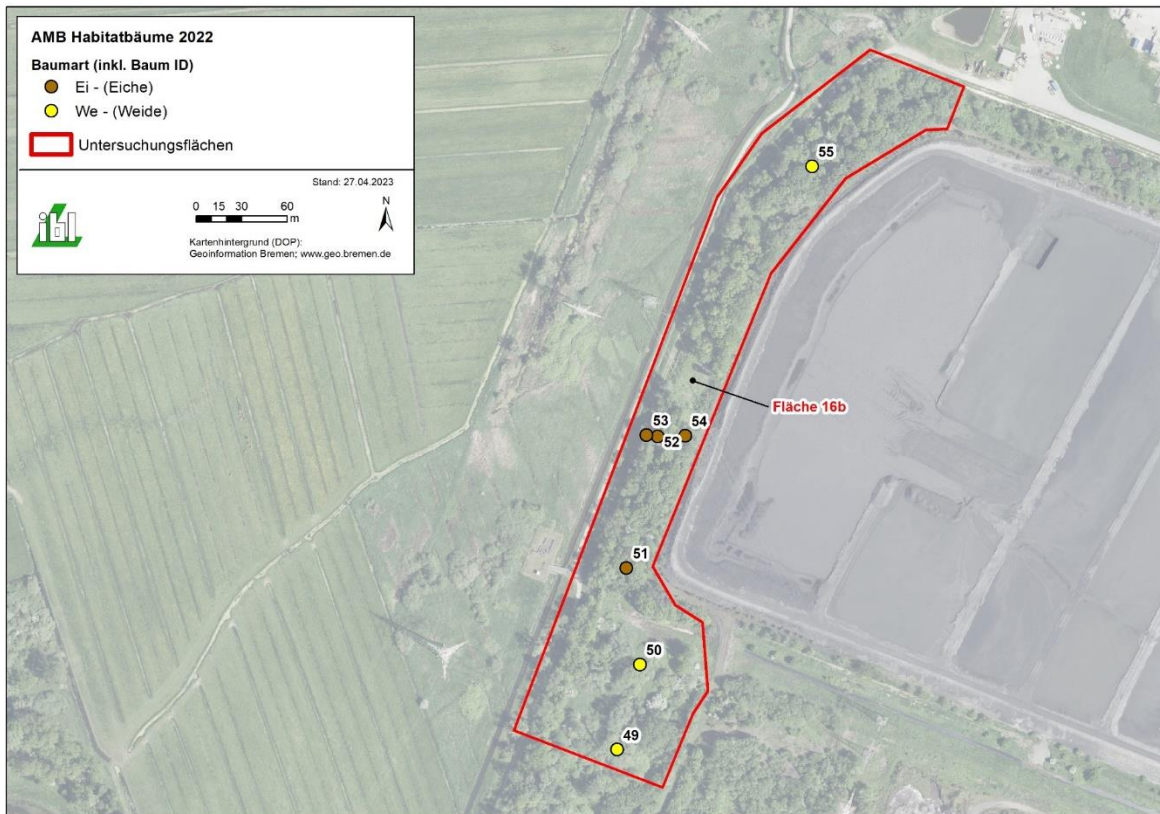 AMB Habitatbäume 2022
Baumart (inkl. Baum ID)
Ei - (Eiche)
We - (Weide)
Untersuchungsflächen
Stand: 27.04.2023
ibl
0 15 30 60
m
N
Kartenhintergrund (DOP):
Geoinformation Bremen; www.geo.bremen.de
55
Fläche 16b
53
54
52
51
50
49